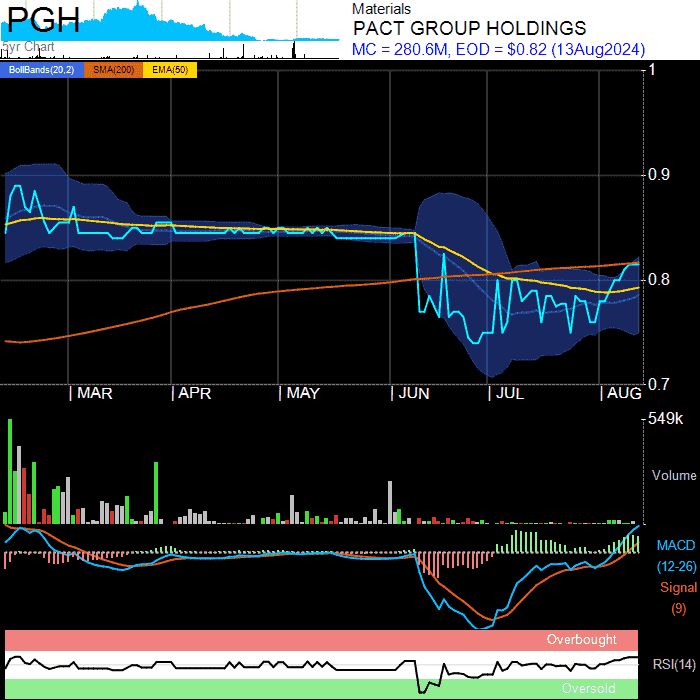 PGH
5yr Chart
Materials
PACT GROUP HOLDINGS
MC = 280.6M, EOD = $0.82 (13Aug2024)
BollBands(20,2) SMA(200) EMA(50)
1
0.9
0.8
0.7
MAR APR MAY JUN JUL AUG
549k
Volume
MACD
(12-26)
Signal
(9)
Overbought
RSI(14)
Oversold